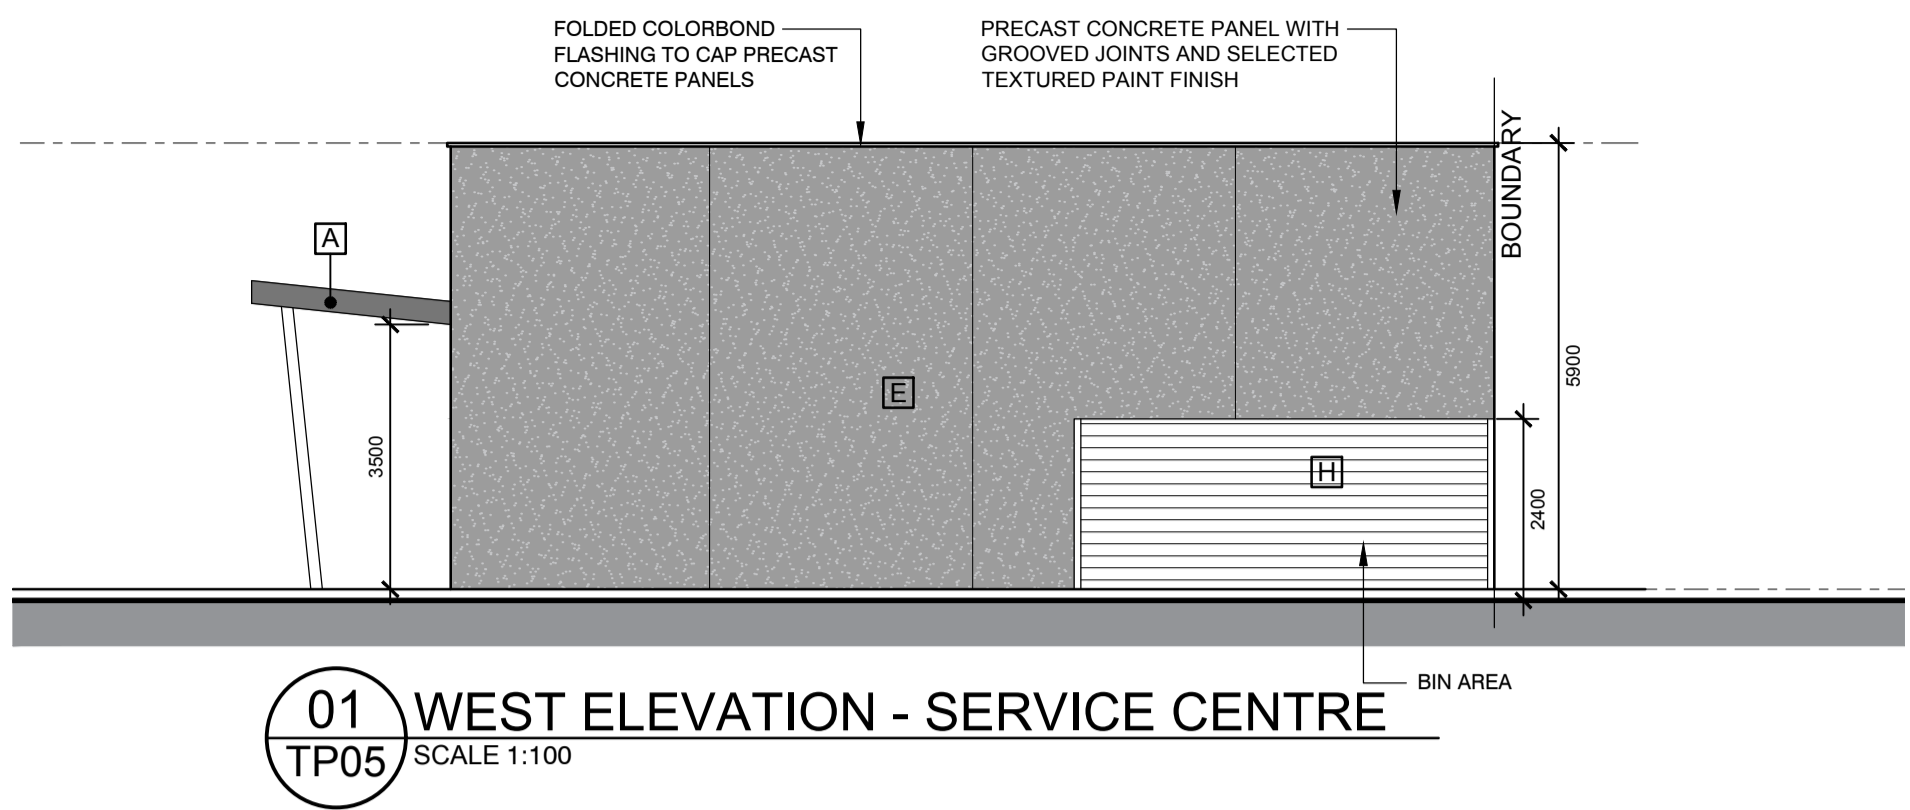 FOLDED COLORBOND
FLASHING TO CAP PRECAST
CONCRETE PANELS
PRECAST CONCRETE PANEL WITH
GROOVED JOINTS AND SELECTED
TEXTURED PAINT FINISH
BOUNDARY
A
E
5900
3500
H
2400
BIN AREA
01
TP05
WEST ELEVATION - SERVICE CENTRE
SCALE 1:100